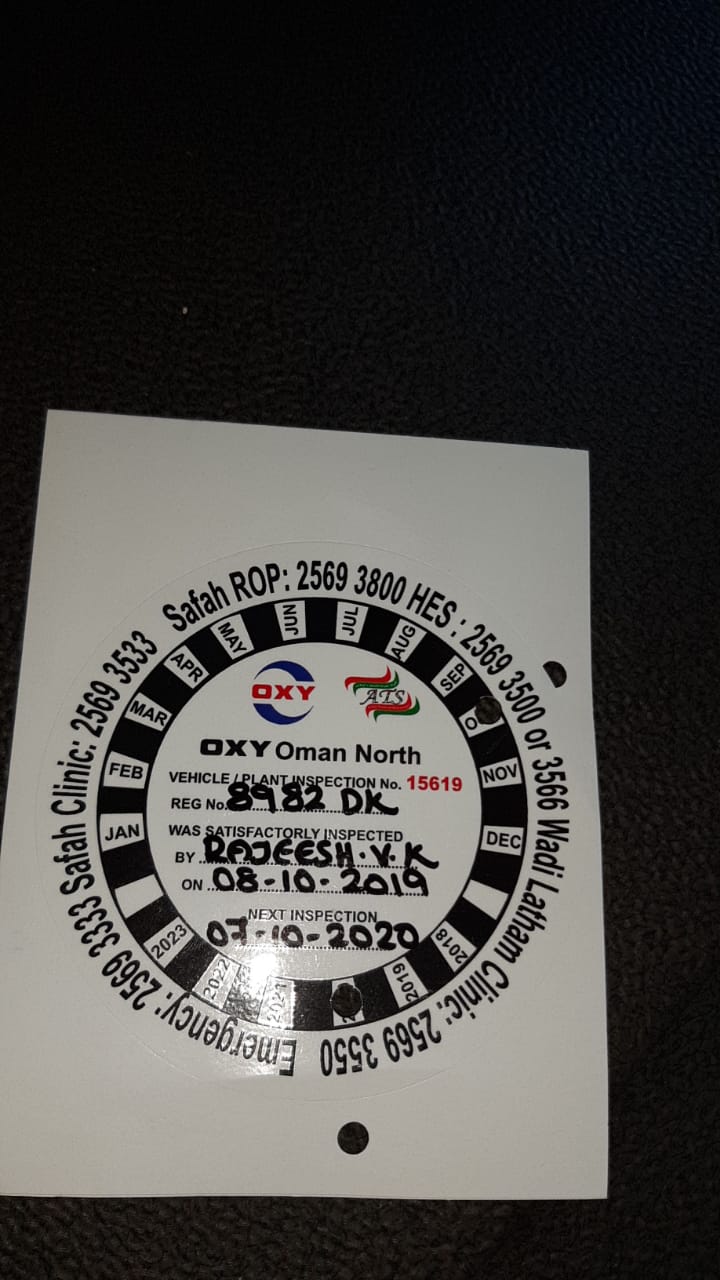 Safah ROP: 2569 3800 HES : 2569 3500 or 3566 Wadi Latham Clinic: 2569 3550
Emergency: 2569 3333 Safah Clinic: 2569 3533
JAN
FEB
MAR
APR
MAY
JUN
JUL
AUG
SEP
O
NOV
DEC
2018
2019
2021
2022
2023
OXY
ATS
OXY Oman North
VEHICLE / PLANT INSPECTION No. 15619
REG No. 8982 DK
WAS SATISFACTORLY INSPECTED
BY RAJEESH.V.K
ON 08-10-2019
NEXT INSPECTION
07-10-2020